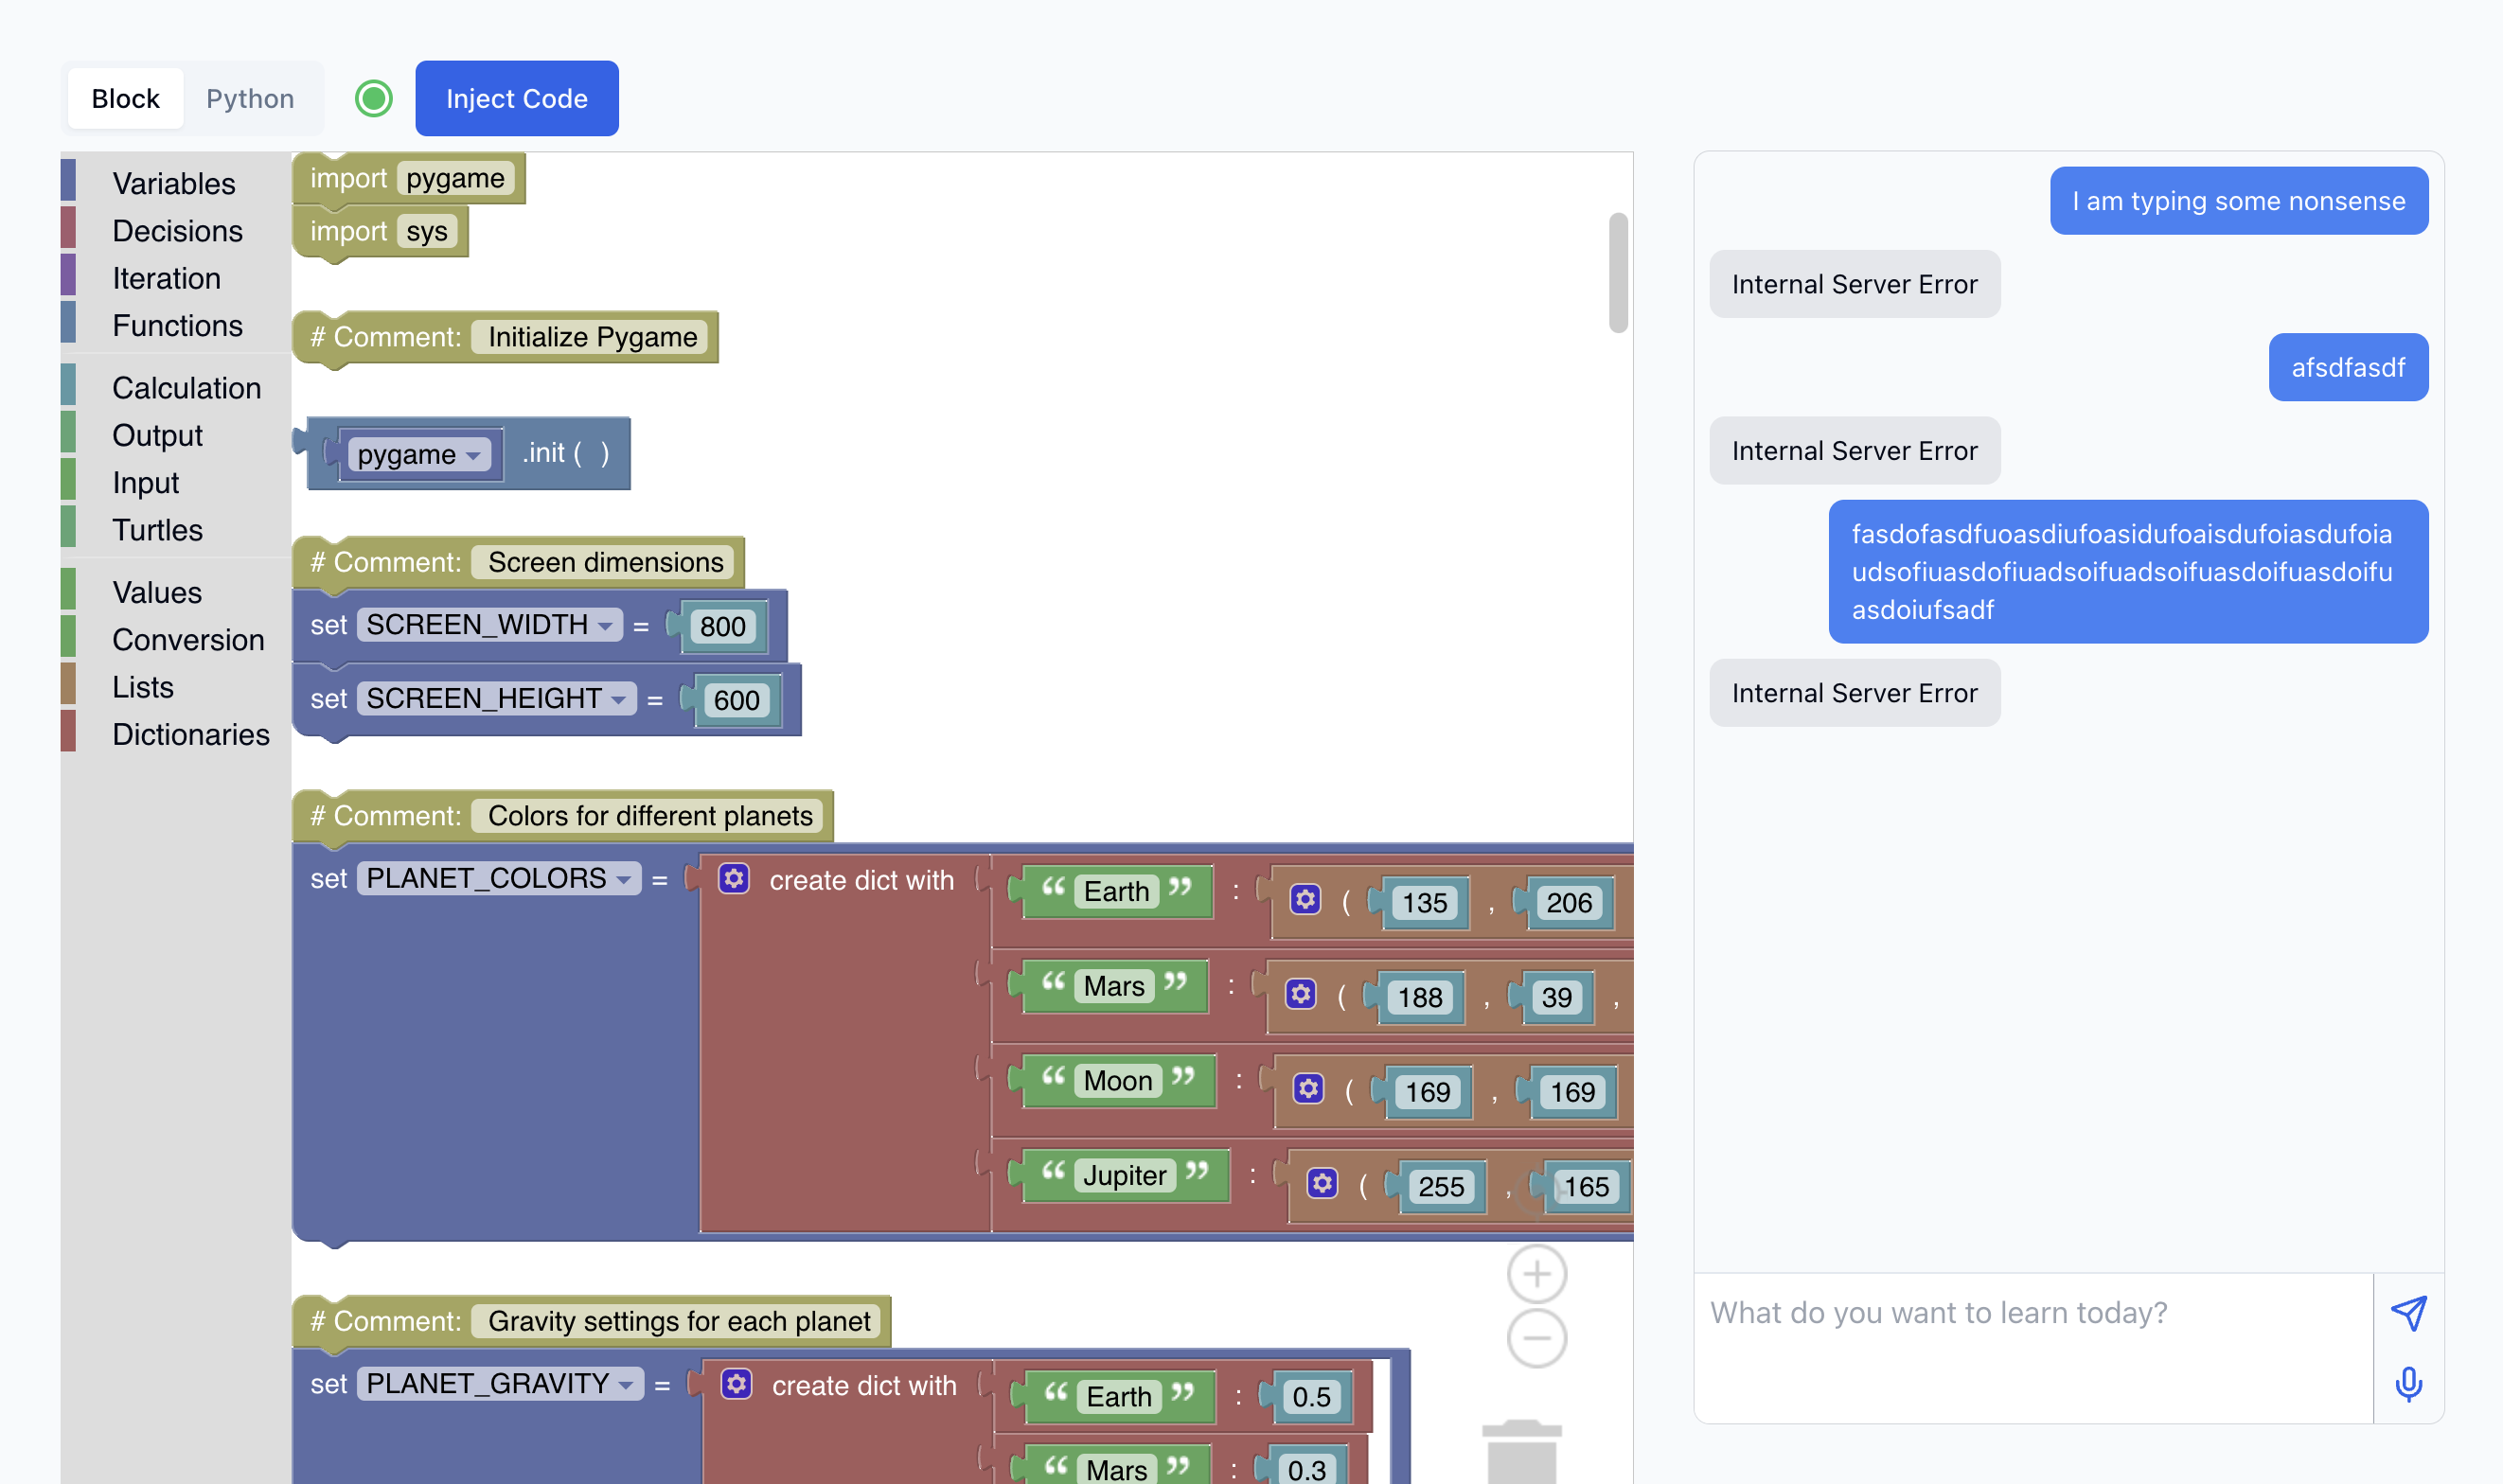 Block Python Inject Code
Variables
Decisions
Iteration
Functions
Calculation
Output
Input
Turtles
Values
Conversion
Lists
Dictionaries
import pygame
import sys
# Comment: Initialize Pygame
pygame .init ( )
# Comment: Screen dimensions
set SCREEN_WIDTH = 800
set SCREEN_HEIGHT = 600
# Comment: Colors for different planets
set PLANET_COLORS = create dict with “ Earth ” : ( 135 , 206
“ Mars ” : ( 188 , 39 ,
“ Moon ” : ( 169 , 169
“ Jupiter ” : ( 255 , 165
# Comment: Gravity settings for each planet
set PLANET_GRAVITY = create dict with “ Earth ” : 0.5
“ Mars ” : 0.3
I am typing some nonsense
Internal Server Error
afsdfasdf
Internal Server Error
fasdofasdfuoasdiufoasidufoaisdufoiasdufoia
udsofiuasdofiuadsoifuadsoifuasdoifuasdoifu
asdoiufsadf
Internal Server Error
What do you want to learn today?